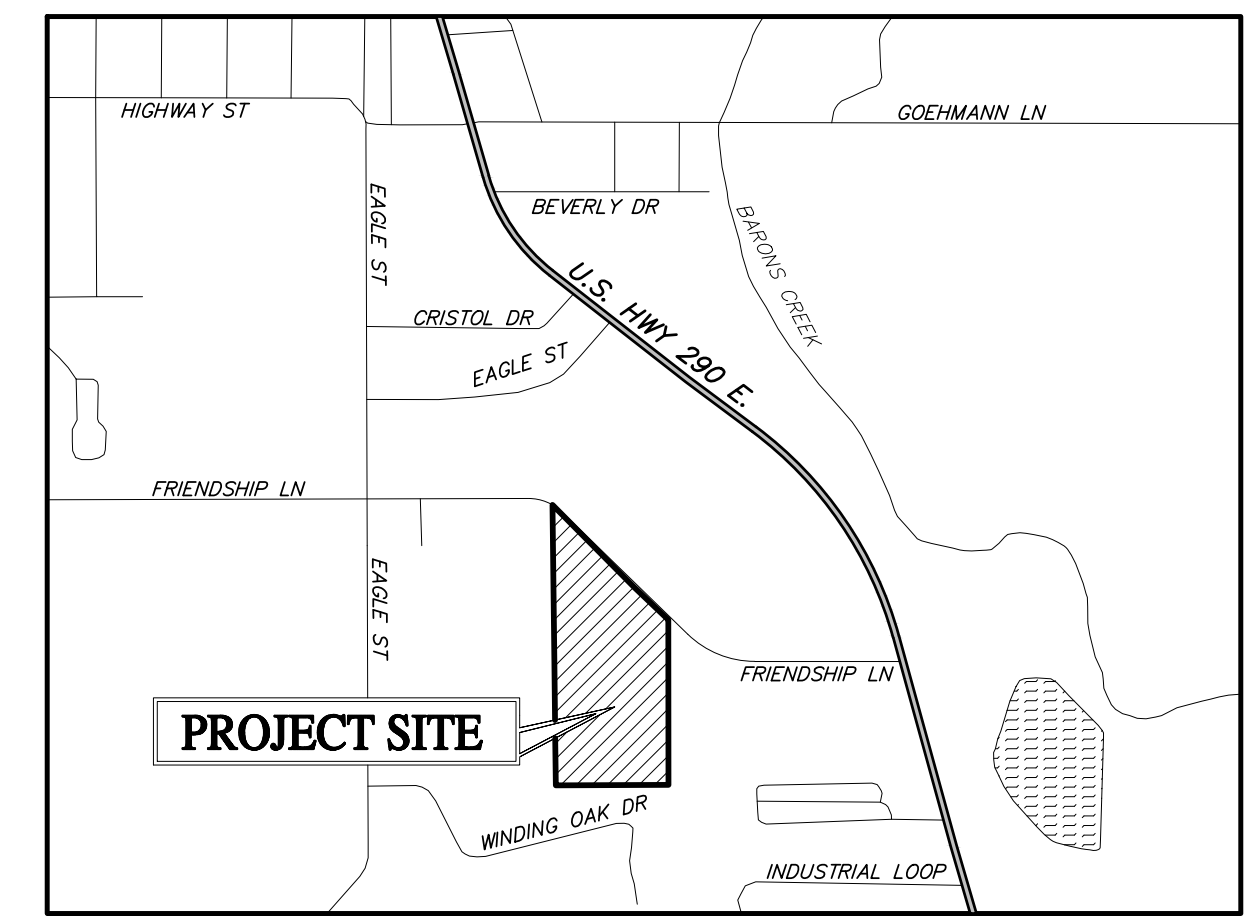 HIGHWAY ST
GOEHMANN LN
EAGLE ST
BEVERLY DR
BARONS CREEK
U.S. HWY 290 E.
CRISTOL DR
EAGLE ST
FRIENDSHIP LN
EAGLE ST
FRIENDSHIP LN
PROJECT SITE
WINDING OAK DR
INDUSTRIAL LOOP